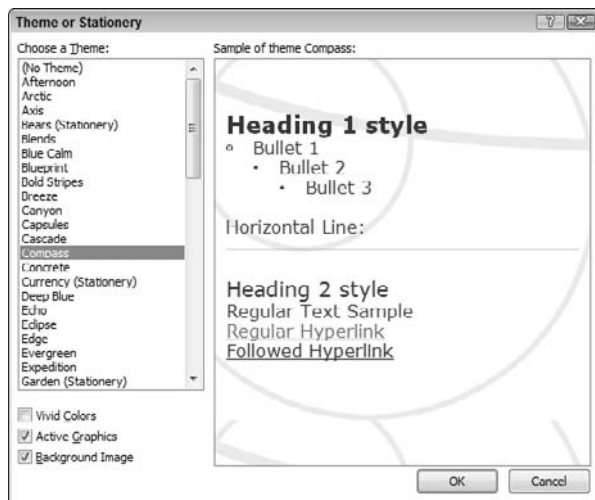 Theme or Stationery
Choose a Theme:
(No Theme)
Afternoon
Arctic
Axis
Bears (Stationery)
Blends
Blue Calm
Blueprint
Bold Stripes
Breeze
Canyon
Capsules
Cascade
Compass
Concrete
Currency (Stationery)
Deep Blue
Echo
Eclipse
Edge
Evergreen
Expedition
Garden (Stationery)
Vivid Colors
Active Graphics
Background Image
Sample of theme Compass:
Heading 1 style
Bullet 1
Bullet 2
Bullet 3
Horizontal Line:
Heading 2 style
Regular Text Sample
Regular Hyperlink
Followed Hyperlink
OK
Cancel